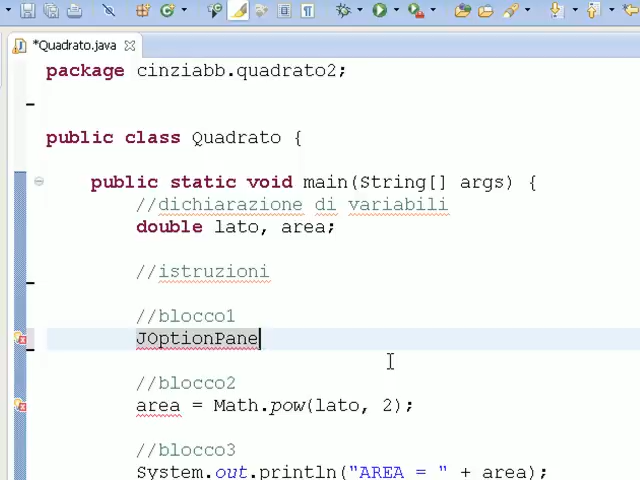 *Quadrato.java
package cinziabb.quadrato2;
public class Quadrato {
public static void main(String[] args) {
//dichiarazione di variabili
double lato, area;
//istruzioni
//blocco1
JOptionPane
//blocco2
area = Math.pow(lato, 2);
//blocco3
System.out.println("AREA = " + area);